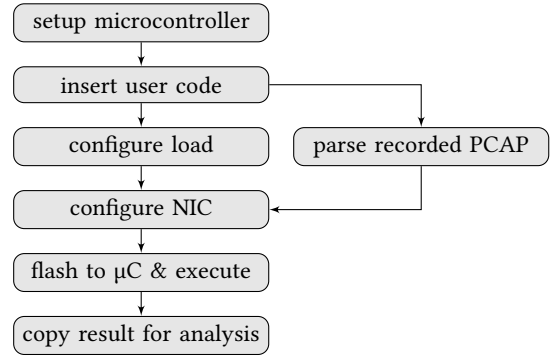 setup microcontroller
insert user code
configure load
parse recorded PCAP
configure NIC
flash to µC & execute
copy result for analysis